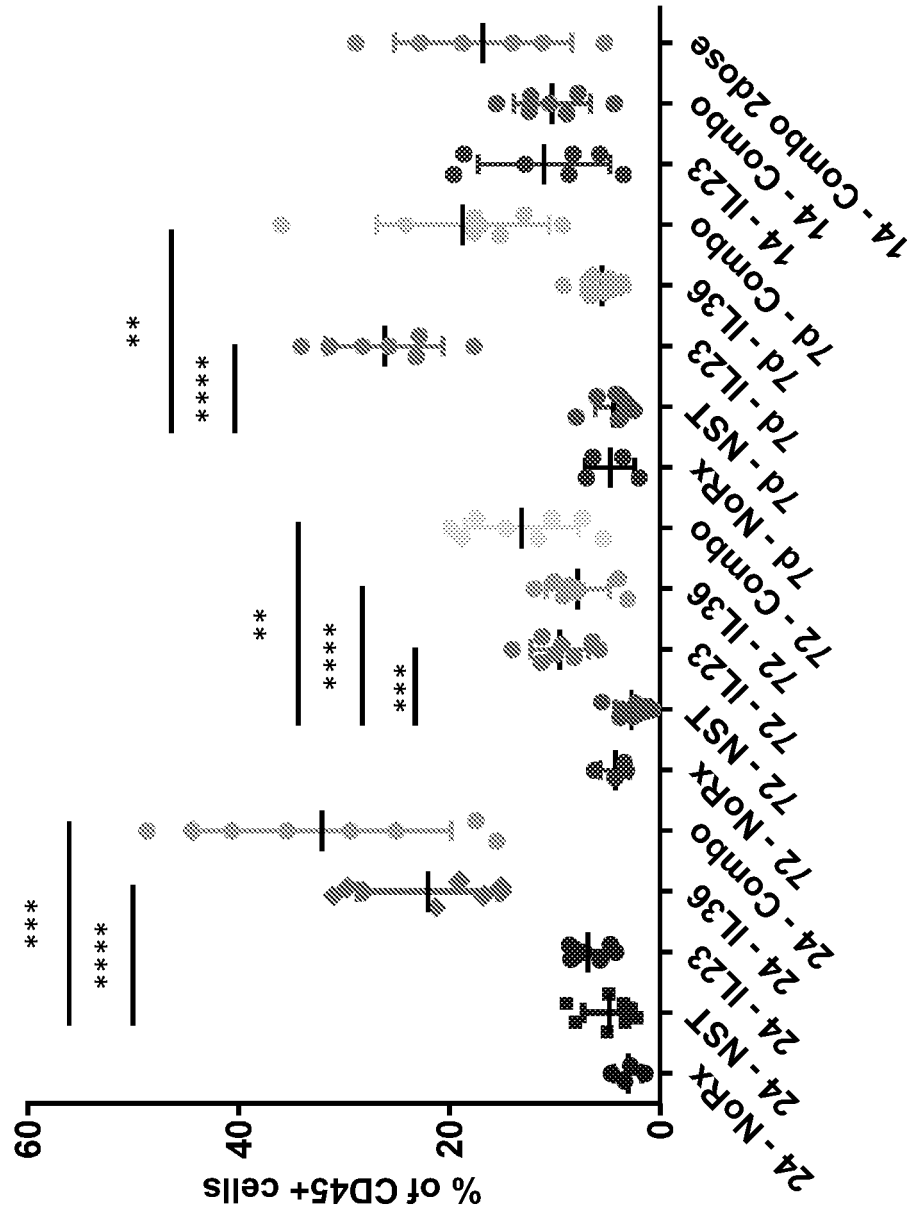 % of CD45+ cells
60
40
20
0
***
****
**
****
***
**
****
24 - NoRx
24 - NST
24 - IL23
24 - IL36
24 - Combo
72 - NoRx
72 - NST
72 - IL23
72 - IL36
72 - Combo
7d - NoRx
7d - NST
7d - IL23
7d - IL36
7d - Combo
14 - IL23
14 - Combo
14 - Combo 2dose